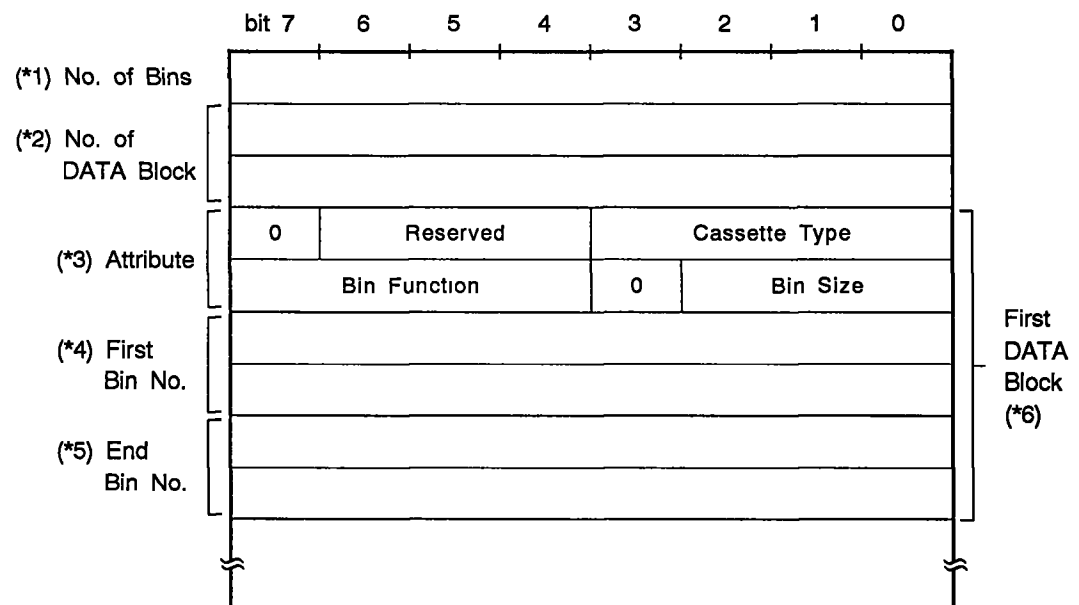 bit 7 6 5 4 3 2 1 0
(*1) No. of Bins
(*2) No. of
DATA Block
(*3) Attribute
0 Reserved Cassette Type
Bin Function 0 Bin Size
(*4) First
Bin No.
(*5) End
Bin No.
First
DATA
Block
(*6)